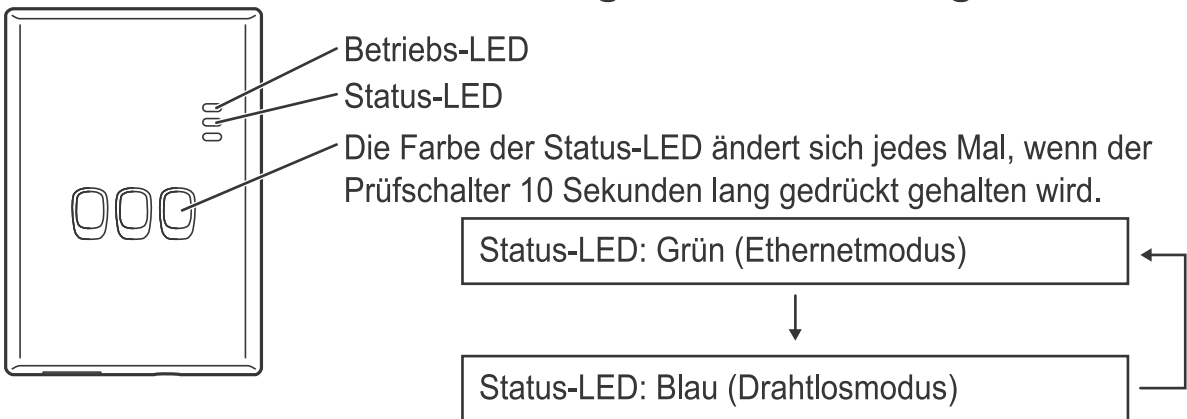 Betriebs-LED
Status-LED
Die Farbe der Status-LED ändert sich jedes Mal, wenn der
Prüfschalter 10 Sekunden lang gedrückt gehalten wird.
Status-LED: Grün (Ethernetmodus)
Status-LED: Blau (Drahtlosmodus)